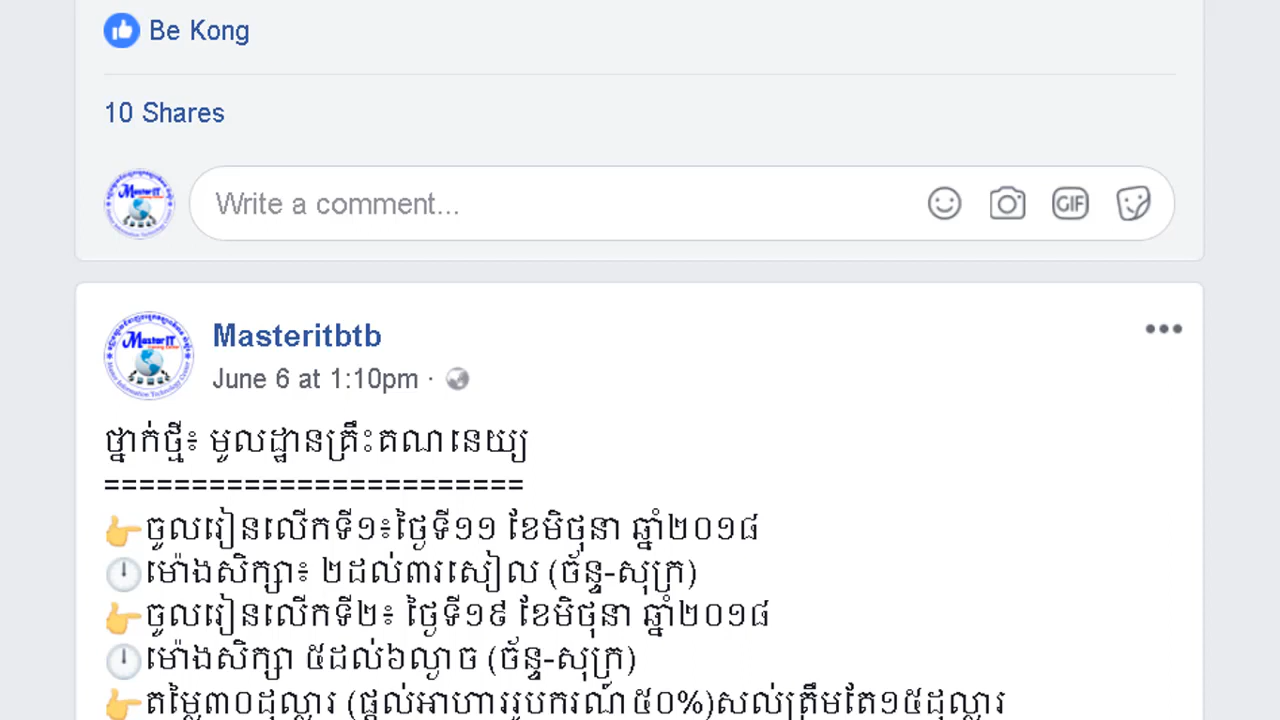 Be Kong
10 Shares
Write a comment...
GIF
Master IT
Masteritbtb
Master IT
June 6 at 1:10pm ·
ថ្នាក់ថ្មី៖ មូលដ្ឋានគ្រឹះគណនេយ្យ
========================
👉ចូលរៀនលើកទី១៖ថ្ងៃទី១១ ខែមិថុនា ឆ្នាំ២០១៨
🕛ម៉ោងសិក្សា៖ ២ដល់៣រសៀល (ច័ន្ទ-សុក្រ)
👉ចូលរៀនលើកទី២៖ ថ្ងៃទី១៩ ខែមិថុនា ឆ្នាំ២០១៨
🕛ម៉ោងសិក្សា ៥ដល់៦ល្ងាច (ច័ន្ទ-សុក្រ)
👉តម្លៃ៣០ដុល្លារ (ផ្តល់អាហាររូបករណ៍៥០%)សល់ត្រឹមតែ១៥ដុល្លារ